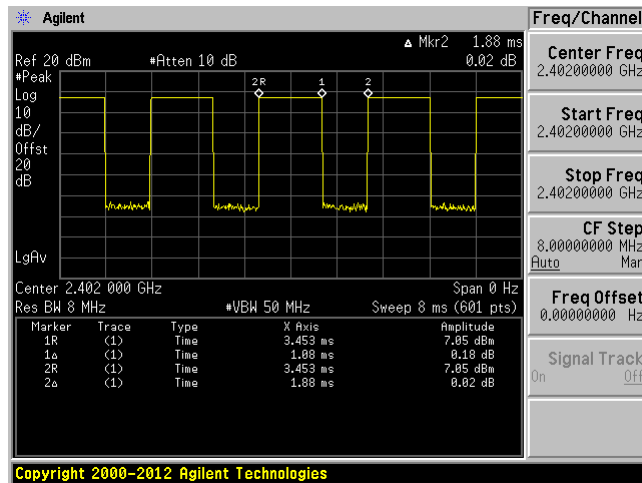 Agilent
Freq/Channel
Δ Mkr2 1.88 ms
Ref 20 dBm #Atten 10 dB 0.02 dB
#Peak
Log
10
dB/
Offst
20
dB
LgAv
2R 1 2
Center 2.402 000 GHz Span 0 Hz
Res BW 8 MHz #VBW 50 MHz Sweep 8 ms (601 pts)
Marker Trace Type X Axis Amplitude
1R (1) Time 3.453 ms 7.05 dBm
1Δ (1) Time 1.08 ms 0.18 dB
2R (1) Time 3.453 ms 7.05 dBm
2Δ (1) Time 1.88 ms 0.02 dB
Center Freq
2.40200000 GHz
Start Freq
2.40200000 GHz
Stop Freq
2.40200000 GHz
CF Step
8.00000000 MHz
Auto Man
Freq Offset
0.00000000 Hz
Signal Track
On Off
Copyright 2000-2012 Agilent Technologies